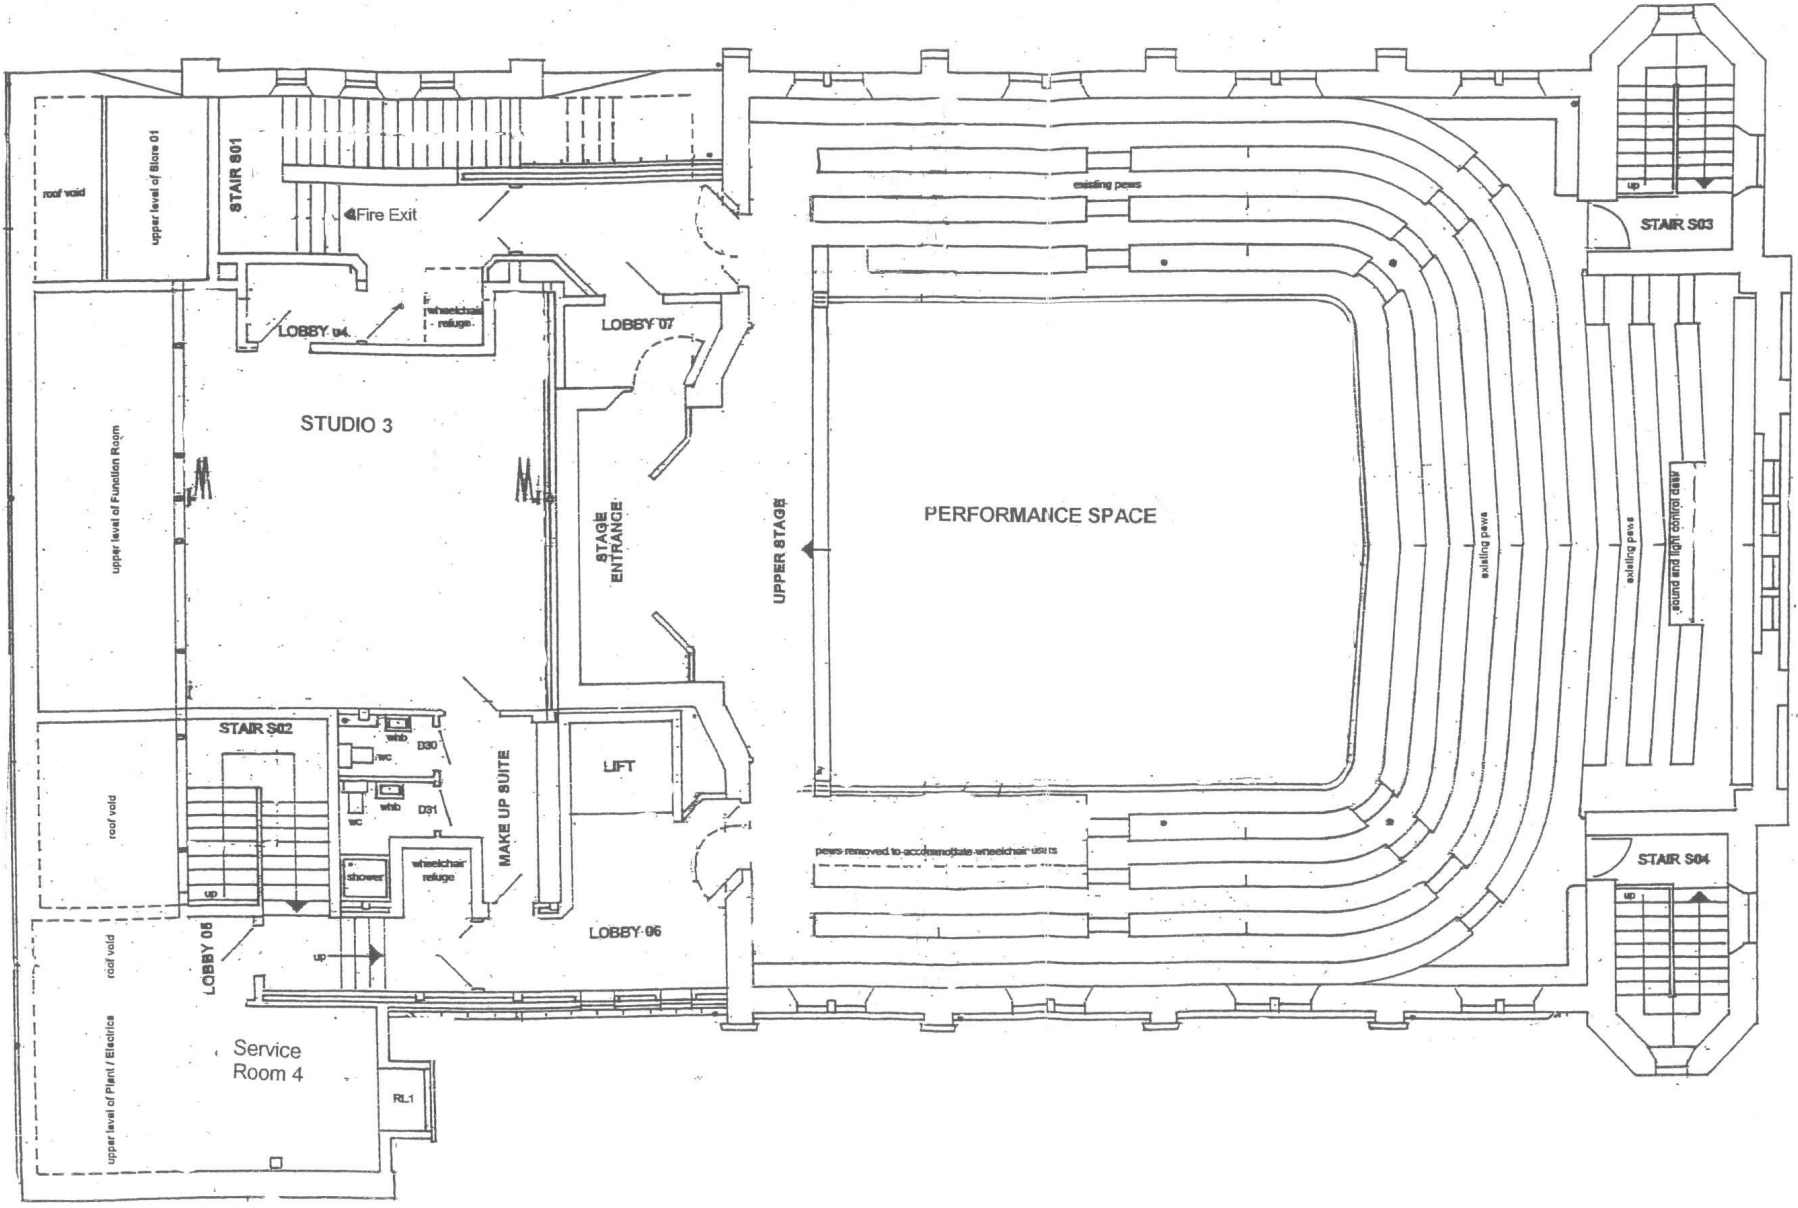 roof void
upper level of Store 01
STAIR S01
Fire Exit
existing pews
up
STAIR S03
LOBBY 04
wheelchair
refuge
LOBBY 07
STUDIO 3
upper level of Function Room
STAGE
ENTRANCE
UPPER STAGE
PERFORMANCE SPACE
existing pews
existing pews
sound and light control desk
STAIR S02
whb
wc
D30
whb
wc
D31
MAKE UP SUITE
LIFT
roof void
up
shower
wheelchair
refuge
pews removed to accommodate wheelchair users
STAIR S04
up
LOBBY 05
up
LOBBY 06
roof void
upper level of Plant / Electrics
Service
Room 4
RL1